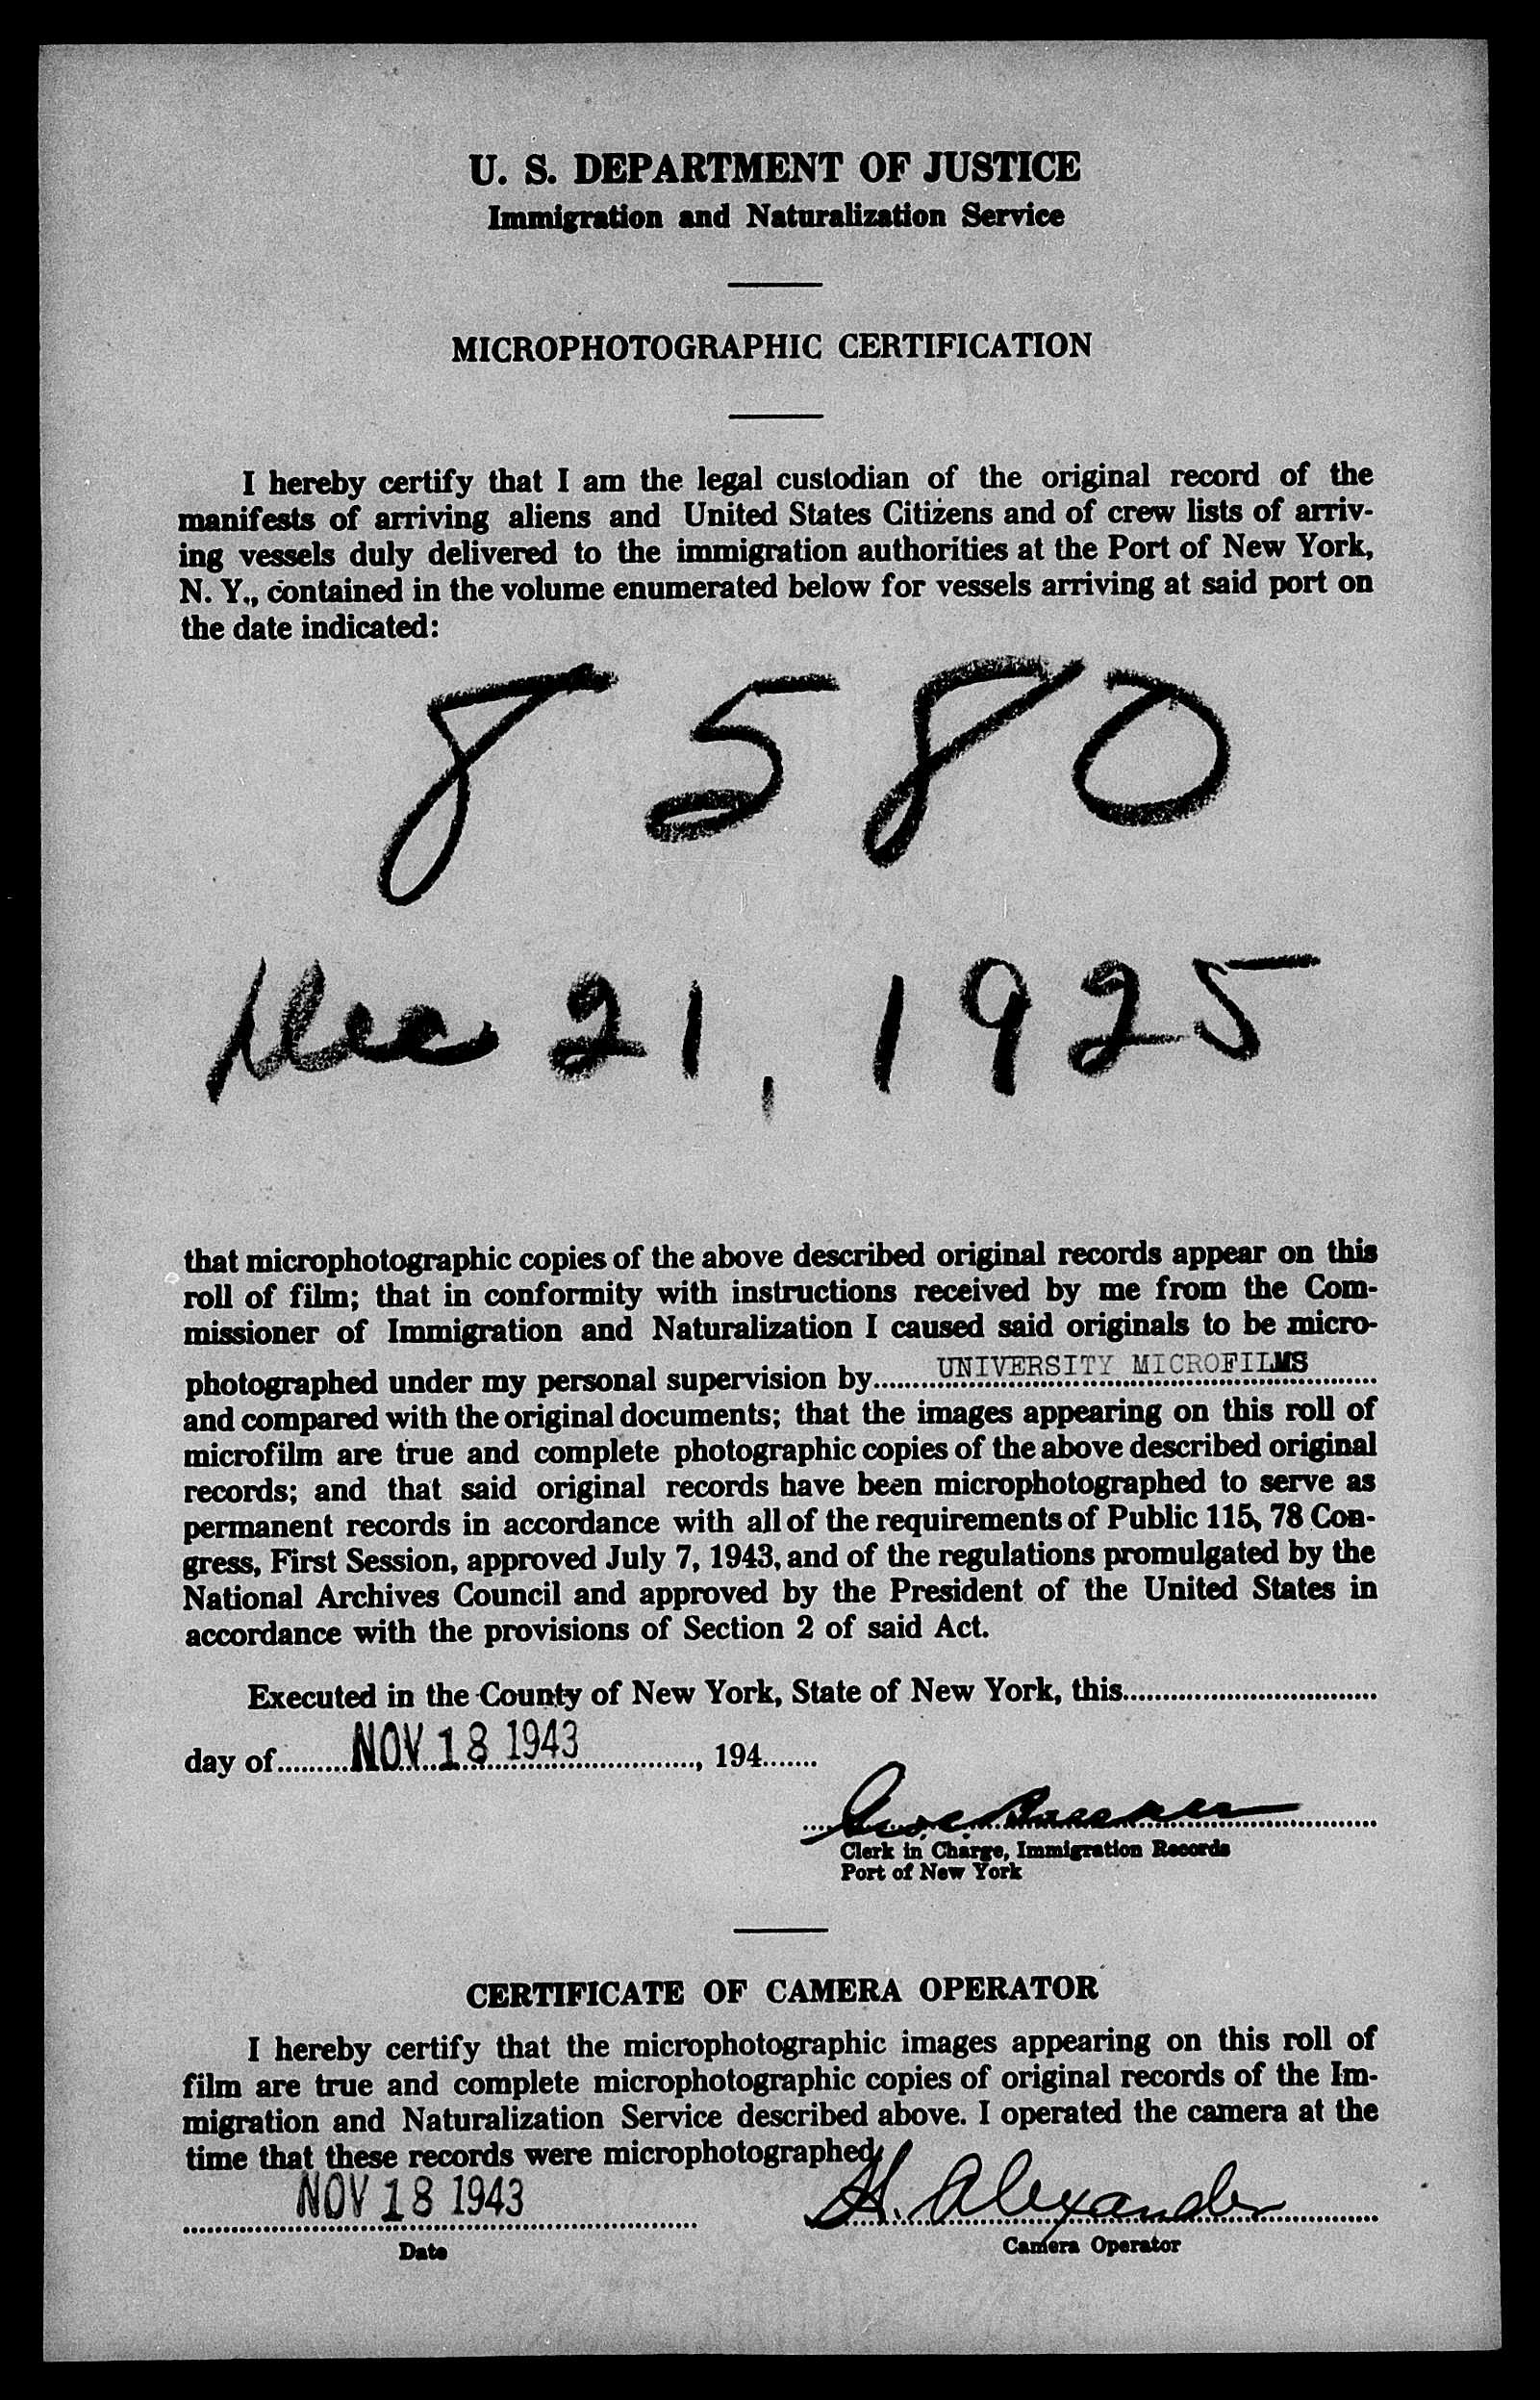 U. S. DEPARTMENT OF JUSTICE
Immigration and Naturalization Service
MICROPHOTOGRAPHIC CERTIFICATION
I hereby certify that I am the legal custodian of the original record of the
manifests of arriving aliens and United States Citizens and of crew lists of arriv-
ing vessels duly delivered to the immigration authorities at the Port of New York,
N. Y., contained in the volume enumerated below for vessels arriving at said port on
the date indicated:
8580
Dec 21, 1925
that microphotographic copies of the above described original records appear on this
roll of film; that in conformity with instructions received by me from the Com-
missioner of Immigration and Naturalization I caused said originals to be micro-
photographed under my personal supervision by UNIVERSITY MICROFILMS
and compared with the original documents; that the images appearing on this roll of
microfilm are true and complete photographic copies of the above described original
records; and that said original records have been microphotographed to serve as
permanent records in accordance with all of the requirements of Public 115, 78 Con-
gress, First Session, approved July 7, 1943, and of the regulations promulgated by the
National Archives Council and approved by the President of the United States in
accordance with the provisions of Section 2 of said Act.
Executed in the County of New York, State of New York, this
day of NOV 18 1943, 194
Clerk in Charge, Immigration Records
Port of New York
CERTIFICATE OF CAMERA OPERATOR
I hereby certify that the microphotographic images appearing on this roll of
film are true and complete microphotographic copies of original records of the Im-
migration and Naturalization Service described above. I operated the camera at the
time that these records were microphotographed.
NOV 18 1943 H. Alexander
Date Camera Operator